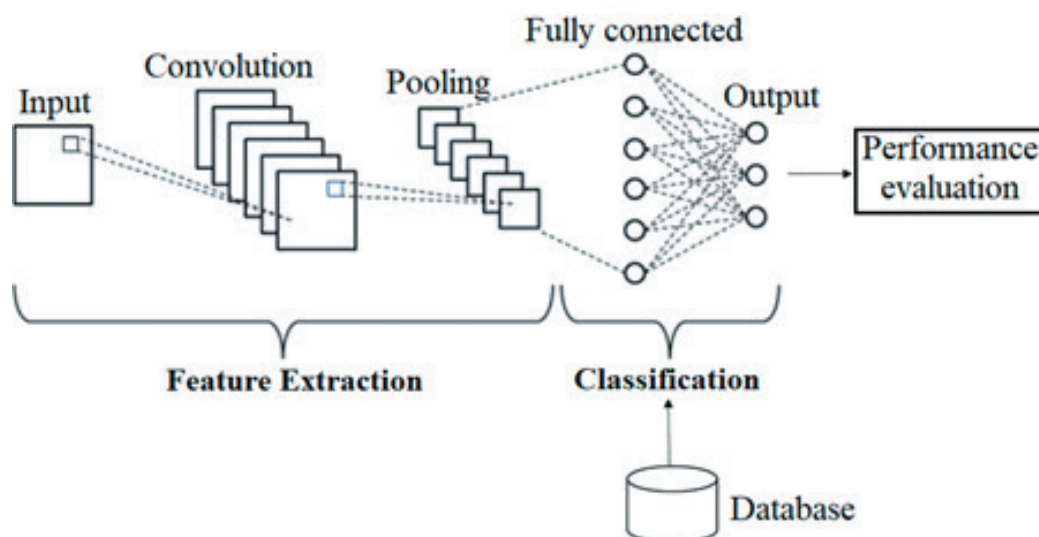 Input
Convolution
Pooling
Fully connected
Output
Performance
evaluation
Feature Extraction
Classification
Database